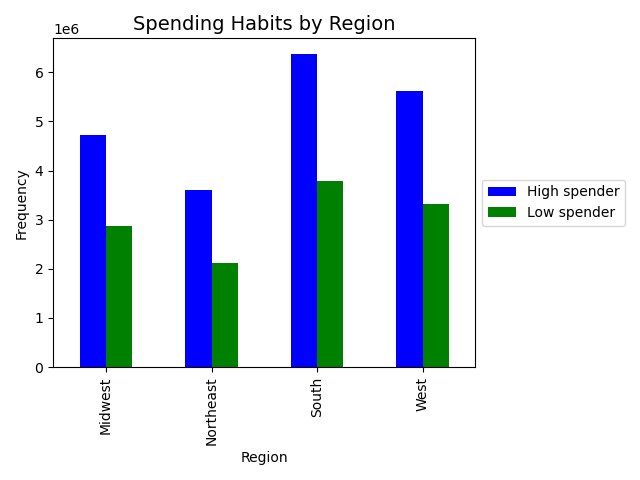 Spending Habits by Region
1e6
6
5
4
3
2
1
0
Frequency
Midwest
Northeast
South
West
Region
High spender
Low spender